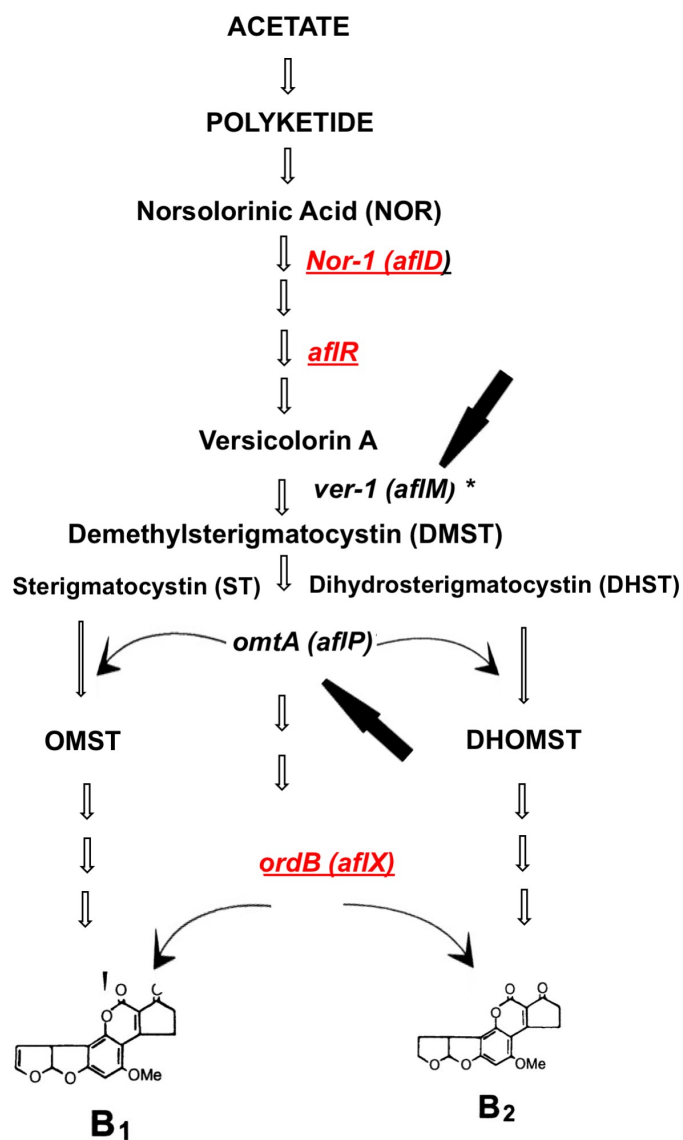 ACETATE
POLYKETIDE
Norsolorinic Acid (NOR)
Nor-1 (aflD)
aflR
Versicolorin A
ver-1 (aflM) *
Demethylsterigmatocystin (DMST)
Sterigmatocystin (ST)
Dihydrosterigmatocystin (DHST)
omtA (aflP)
OMST
DHOMST
ordB (aflX)
O
O
O
O
O
O
O
O
O
OMe
O
O
OMe
B1
B2